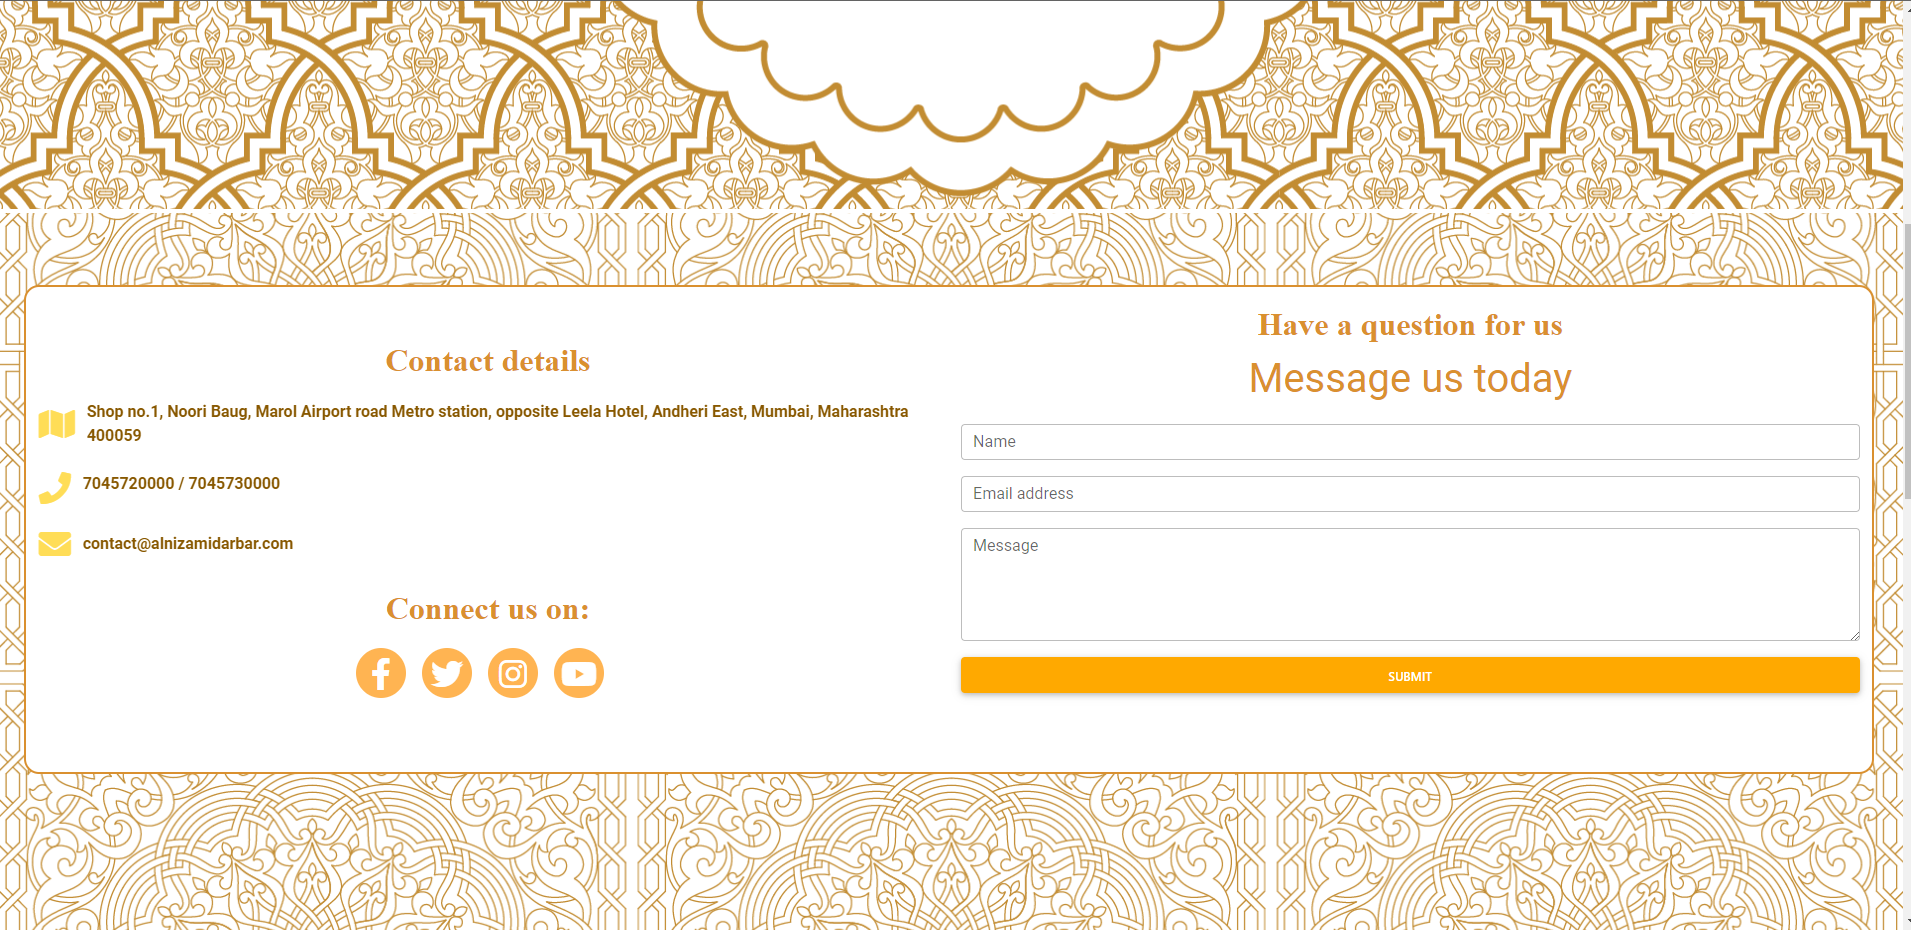 Contact details
Shop no.1, Noori Baug, Marol Airport road Metro station, opposite Leela Hotel, Andheri East, Mumbai, Maharashtra
400059
7045720000 / 7045730000
contact@alnizamidarbar.com
Connect us on:
Have a question for us
Message us today
Name
Email address
Message
SUBMIT